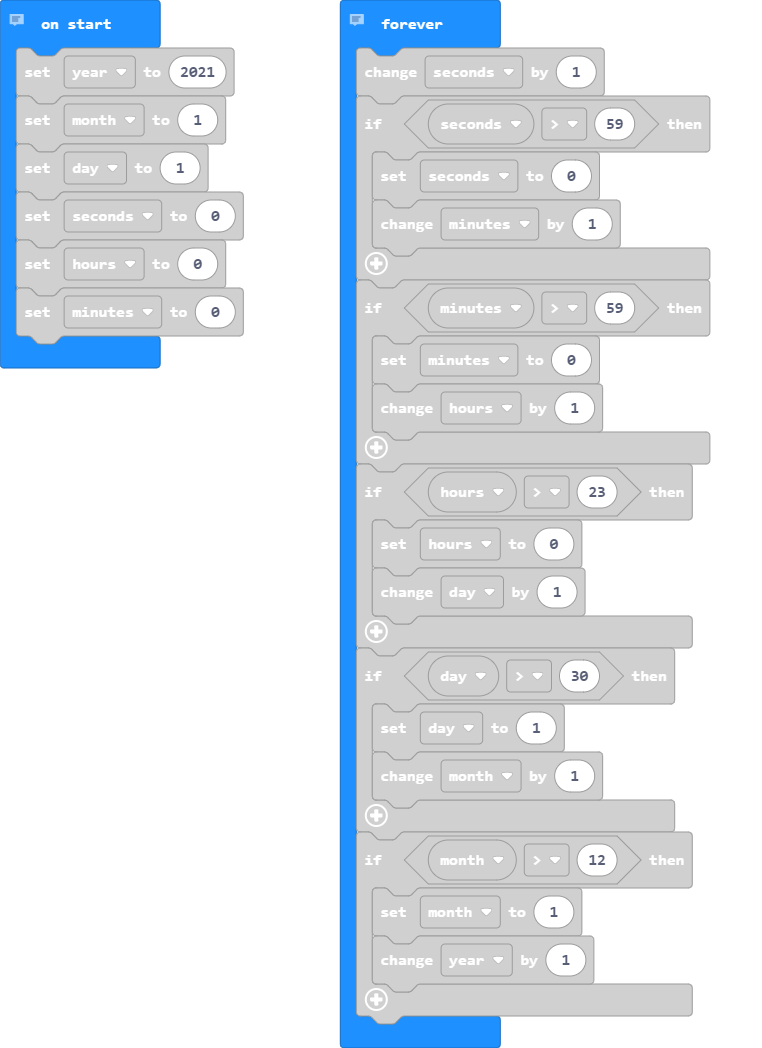 on start
set year to 2021
set month to 1
set day to 1
set seconds to 0
set hours to 0
set minutes to 0
forever
change seconds by 1
if seconds > 59 then
set seconds to 0
change minutes by 1
if minutes > 59 then
set minutes to 0
change hours by 1
if hours > 23 then
set hours to 0
change day by 1
if day > 30 then
set day to 1
change month by 1
if month > 12 then
set month to 1
change year by 1